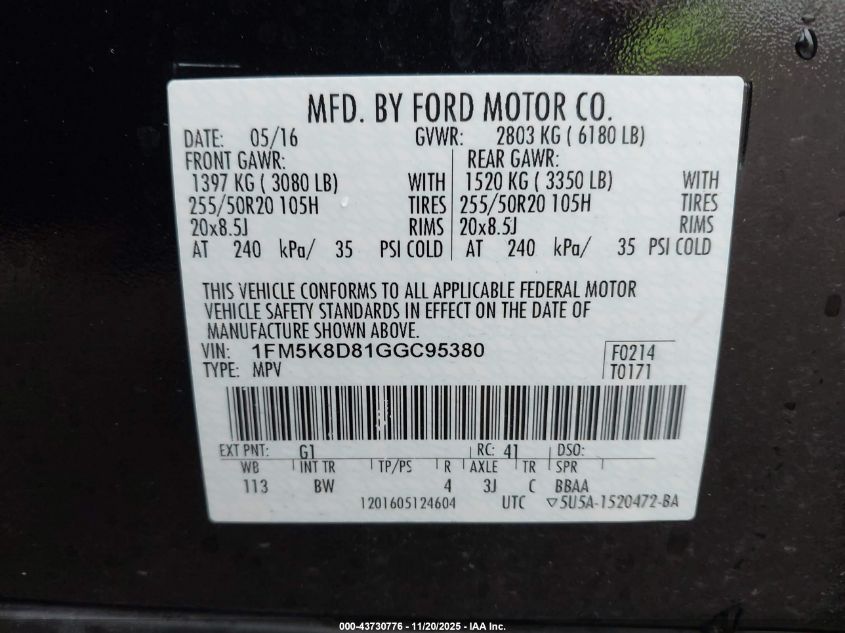 MFD. BY FORD MOTOR CO.
DATE: 05/16 GVWR: 2803 KG ( 6180 LB)
FRONT GAWR: REAR GAWR:
1397 KG ( 3080 LB) WITH 1520 KG ( 3350 LB) WITH
255/50R20 105H TIRES 255/50R20 105H TIRES
20x8.5J RIMS 20x8.5J RIMS
AT 240 kPa/ 35 PSI COLD AT 240 kPa/ 35 PSI COLD
THIS VEHICLE CONFORMS TO ALL APPLICABLE FEDERAL MOTOR
VEHICLE SAFETY STANDARDS IN EFFECT ON THE DATE OF
MANUFACTURE SHOWN ABOVE.
VIN: 1FM5K8D81GGC95380 F0214
TYPE: MPV T0171
EXT PNT: G1 RC: 41 DSO:
WB INT TR TP/PS R AXLE TR SPR
113 BW 4 3J C BBAA
1201605124604 UTC ▽5U5A-1520472-BA
000-43730776 - 11/20/2025 - IAA Inc.